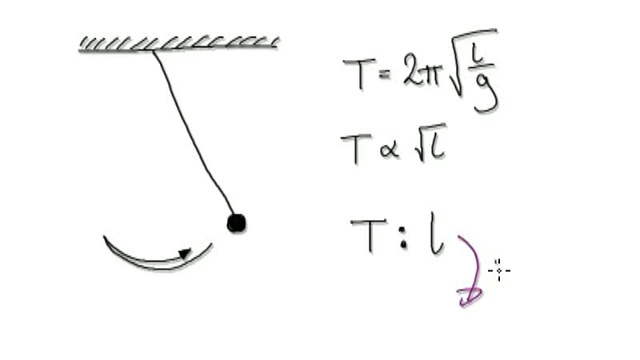 T = 2π√(l/g)
T ∝ √l
T : l